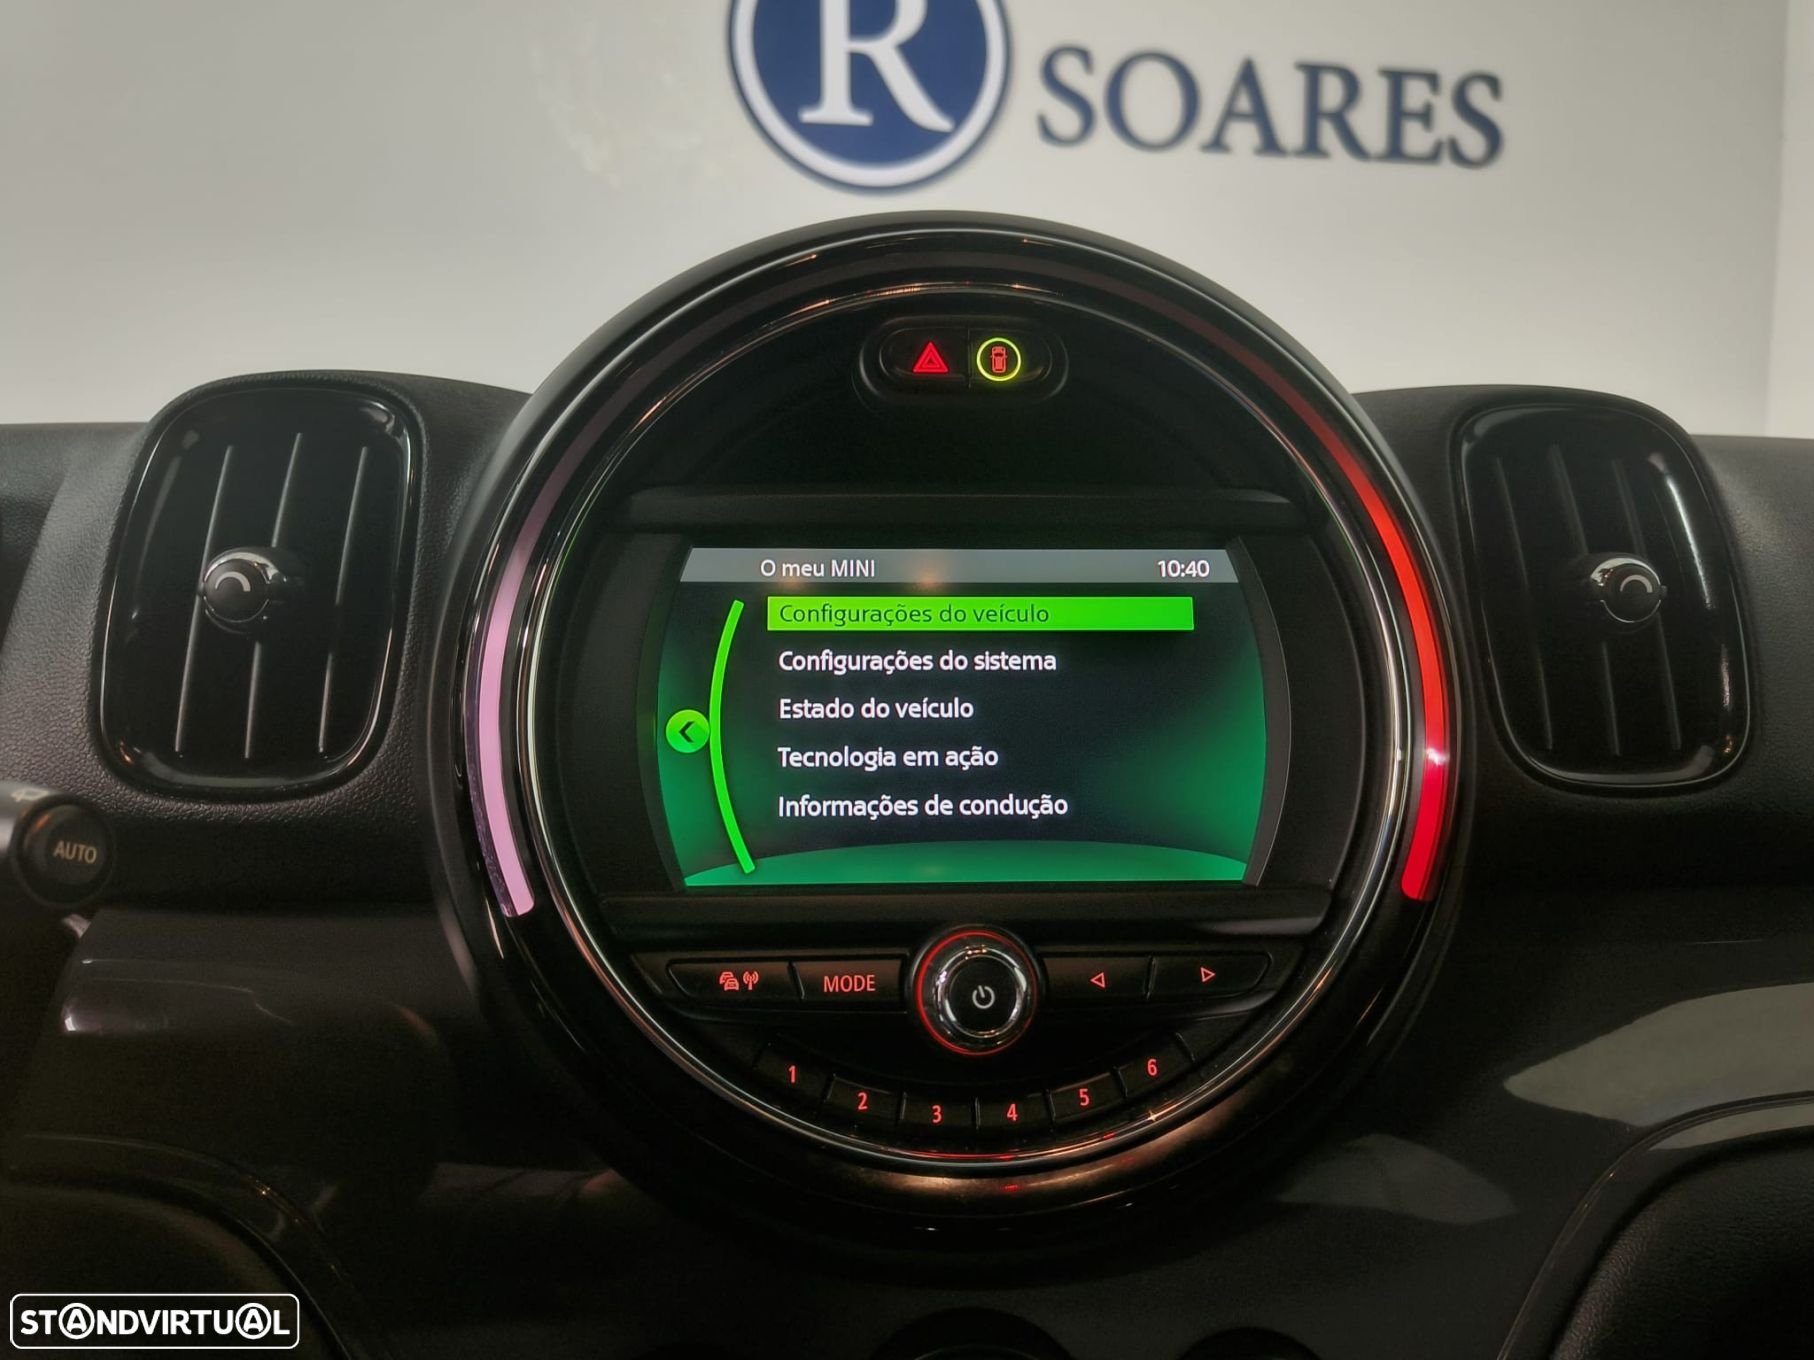 R SOARES
O meu MINI 10:40
Configurações do veículo
Configurações do sistema
Estado do veículo
Tecnologia em ação
Informações de condução
AUTO
MODE
1 2 3 4 5 6
STANDVIRTUAL